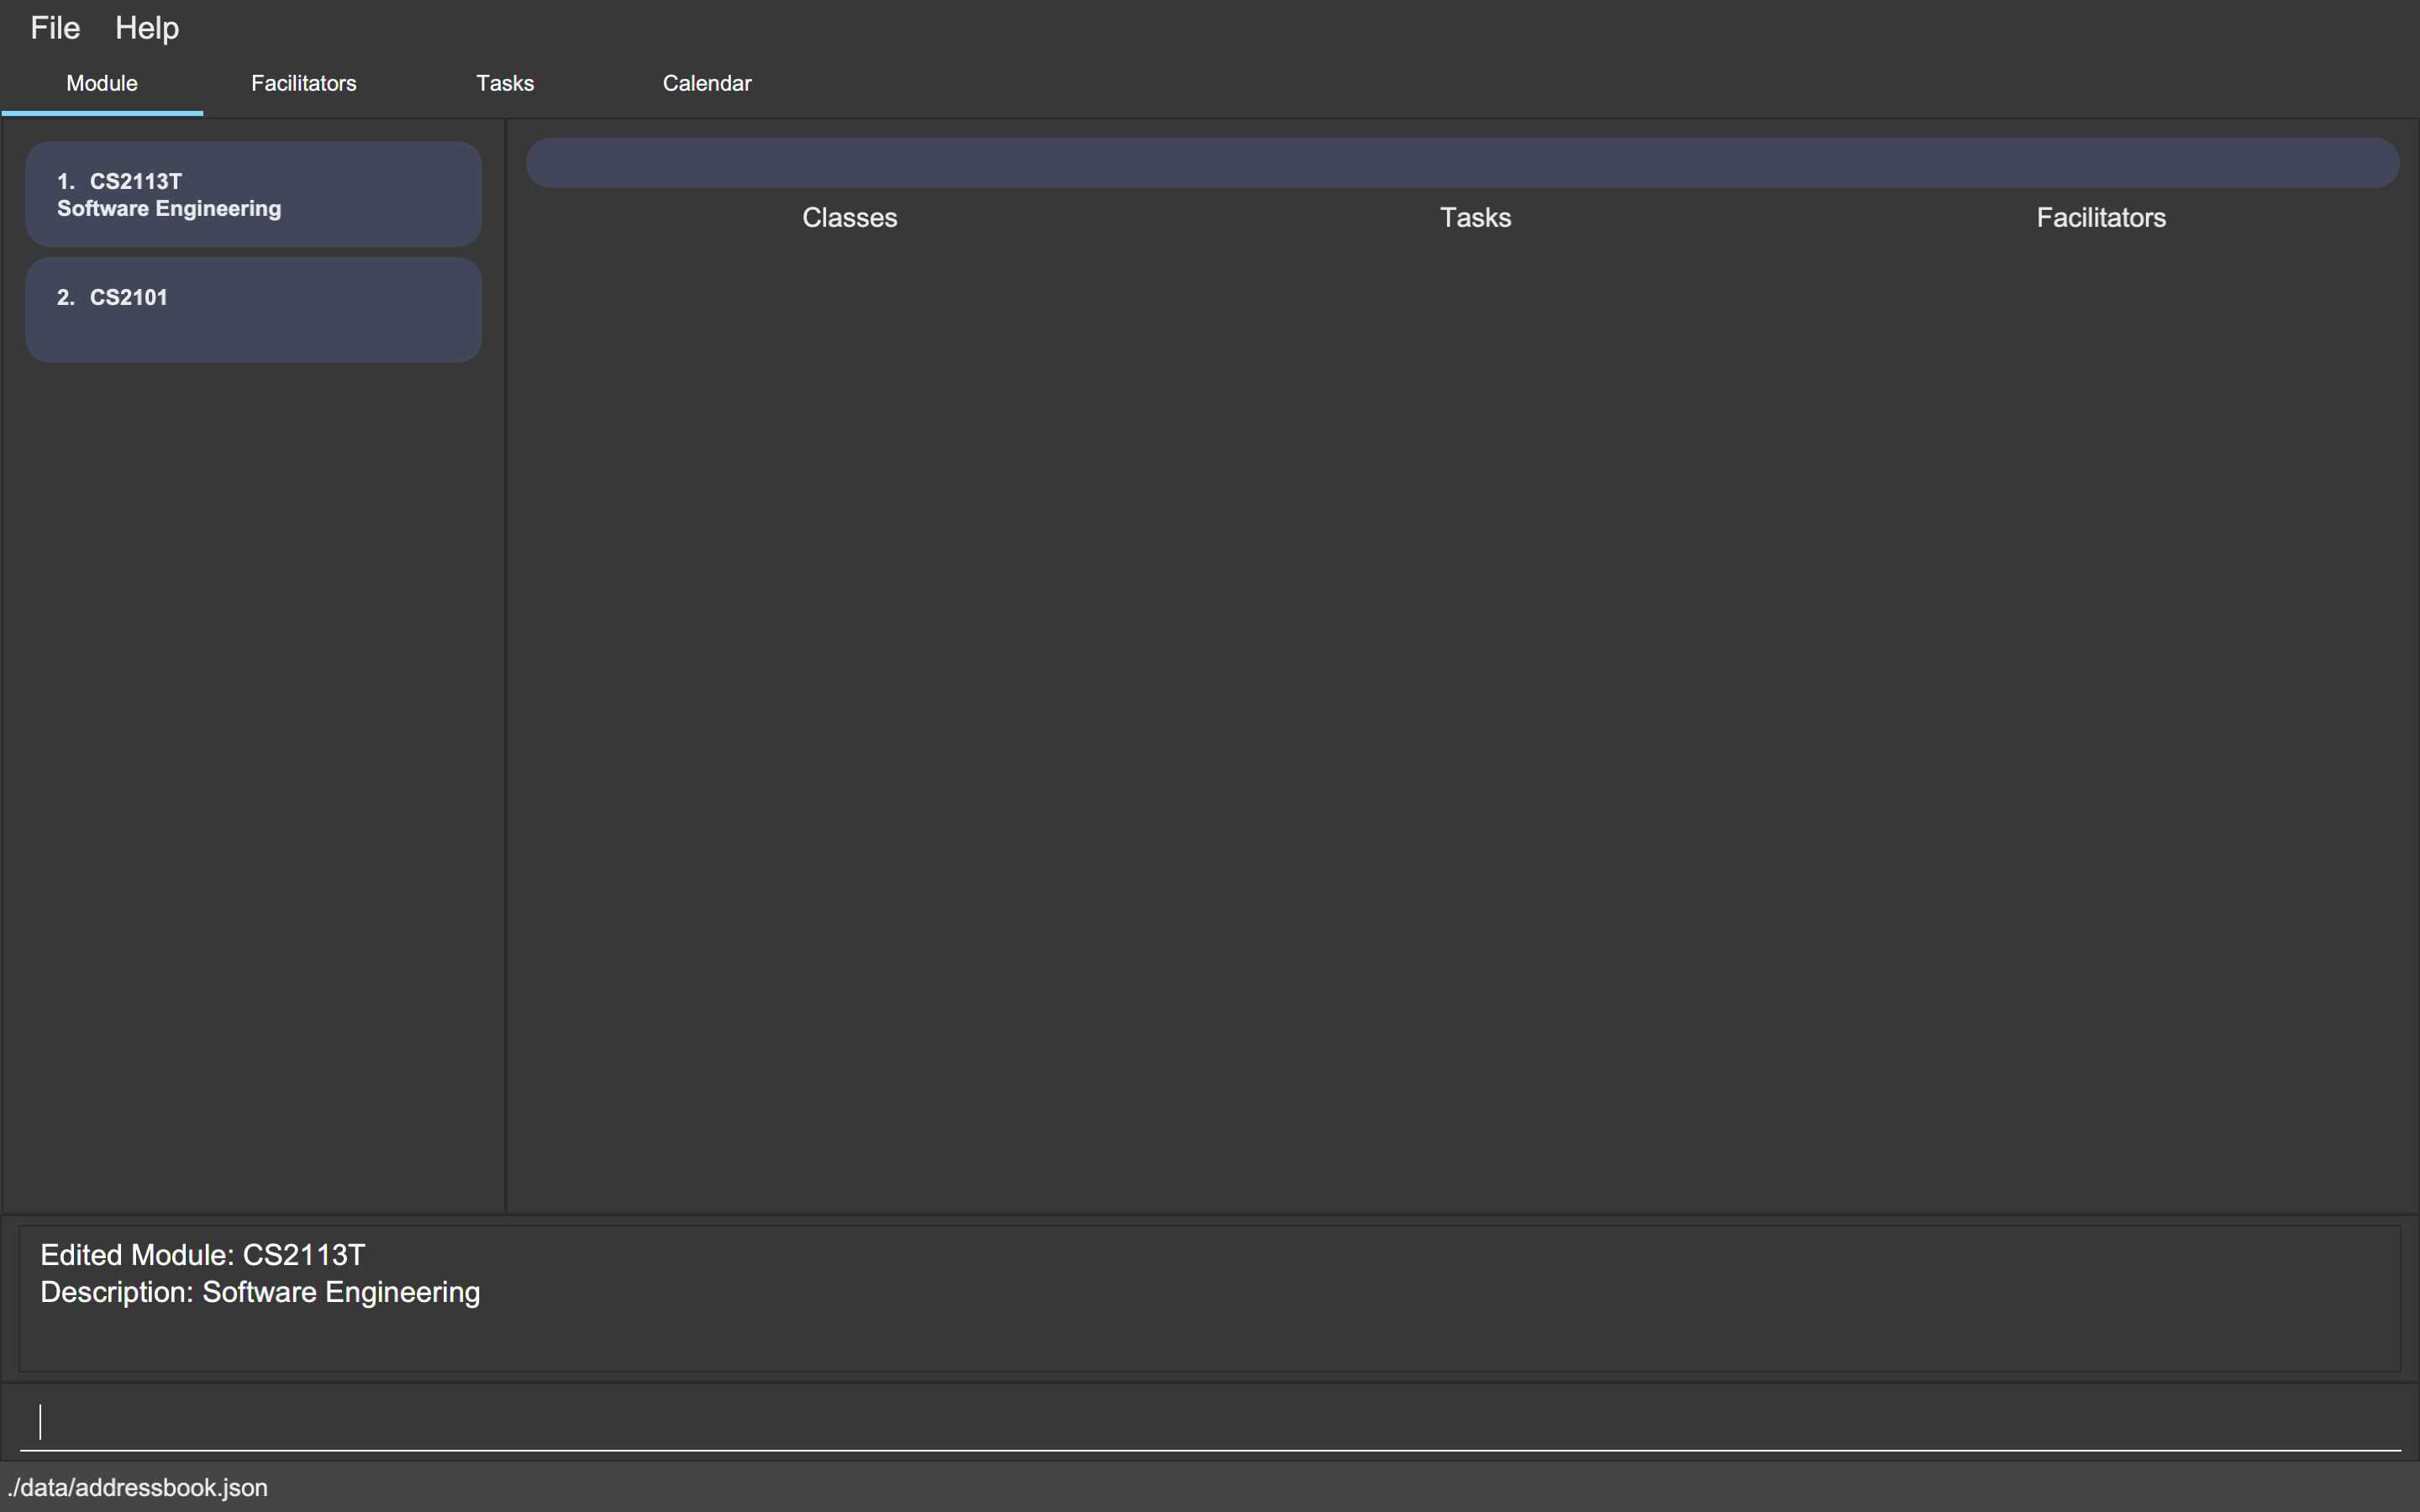 File Help
Module Facilitators Tasks Calendar
1. CS2113T
Software Engineering
2. CS2101
Classes Tasks Facilitators
Edited Module: CS2113T
Description: Software Engineering
./data/addressbook.json